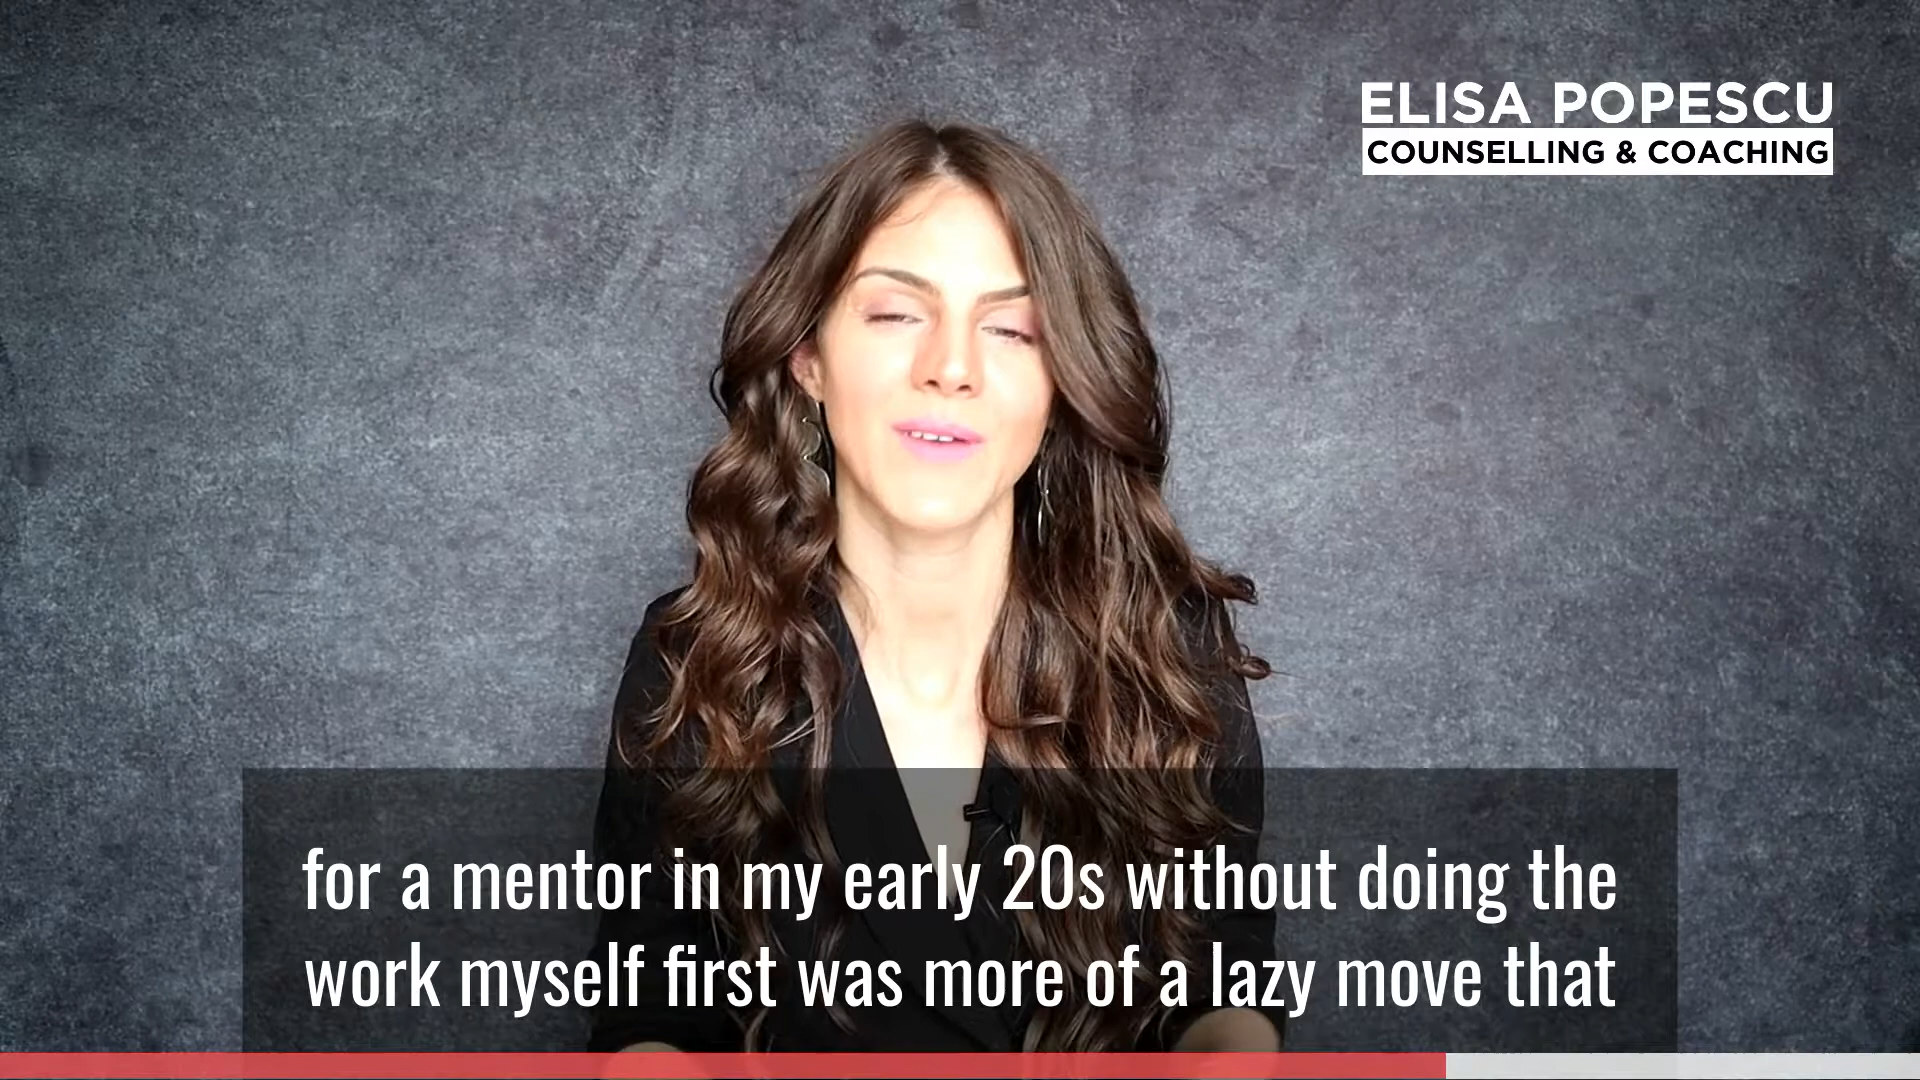 ELISA POPESCU
COUNSELLING & COACHING
for a mentor in my early 20s without doing the
work myself first was more of a lazy move that